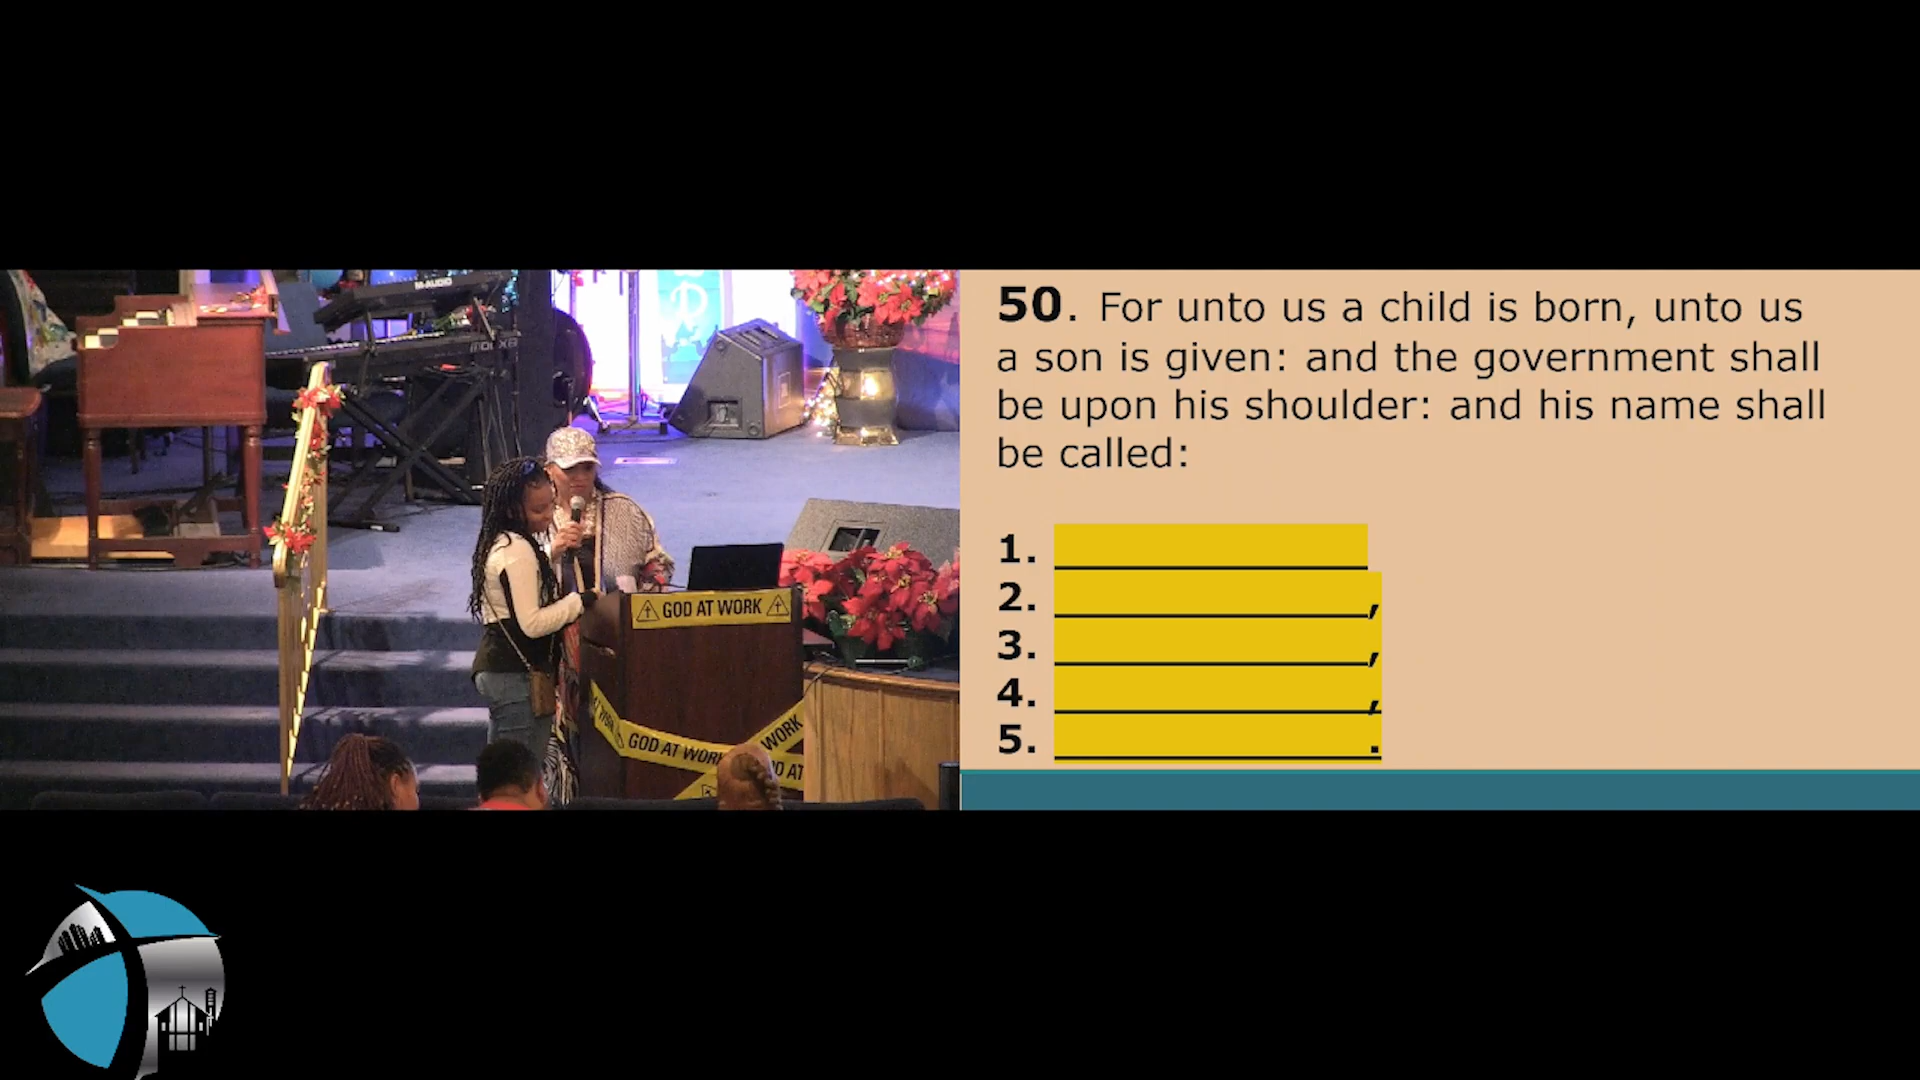 M-AUDIO
MOXF8
GOD AT WORK
GOD AT WORK
WORK
D AT
50. For unto us a child is born, unto us
a son is given: and the government shall
be upon his shoulder: and his name shall
be called:
1.
2. ,
3. ,
4. ,
5. .